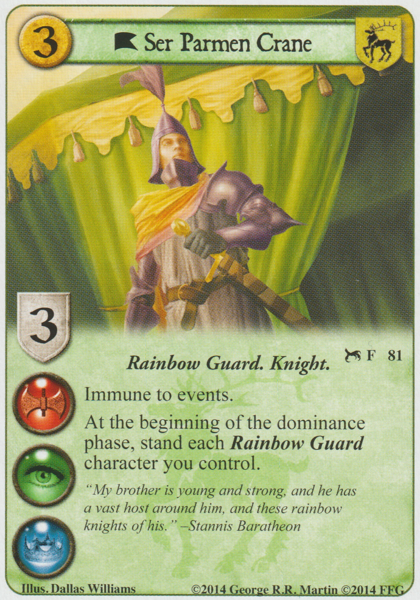 3
Ser Parmen Crane
3
Rainbow Guard. Knight.
F 81
Immune to events.
At the beginning of the dominance
phase, stand each Rainbow Guard
character you control.
“My brother is young and strong, and he has
a vast host around him, and these rainbow
knights of his.” –Stannis Baratheon
Illus. Dallas Williams
©2014 George R.R. Martin ©2014 FFG